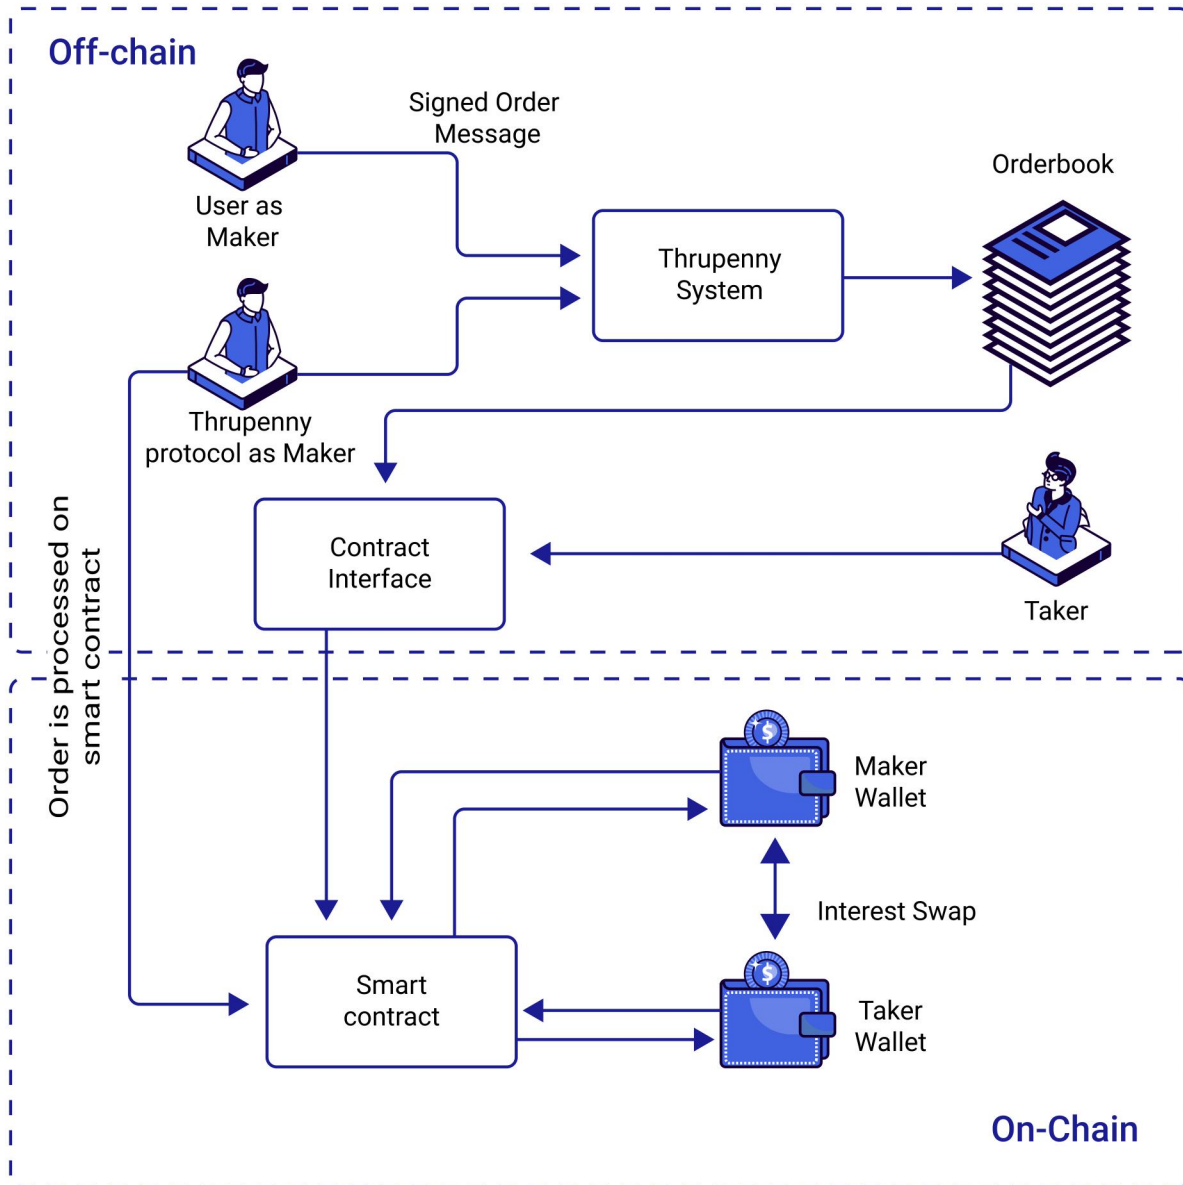 Off-chain
Signed Order
Message
Orderbook
User as
Maker
Thrupenny
System
Thrupenny
protocol as Maker
Contract
Interface
Taker
Order is processed on
smart contract
$
Maker
Wallet
Interest Swap
$
Smart
contract
Taker
Wallet
On-Chain